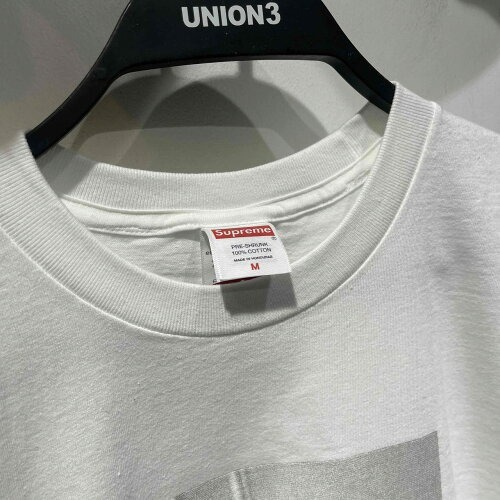 UNION3
Supreme
®
PRE-SHRUNK
100% COTTON
MADE IN HONDURAS
M